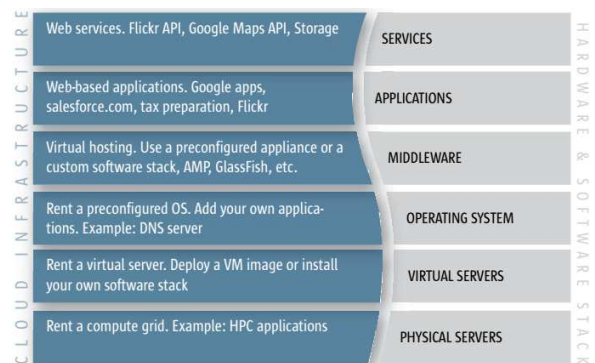 CLOUD INFRASTRUCTURE
Web services. Flickr API, Google Maps API, Storage
SERVICES
Web-based applications. Google apps,
salesforce.com, tax preparation, Flickr
APPLICATIONS
Virtual hosting. Use a preconfigured appliance or a
custom software stack, AMP, GlassFish, etc.
MIDDLEWARE
Rent a preconfigured OS. Add your own applica-
tions. Example: DNS server
OPERATING SYSTEM
Rent a virtual server. Deploy a VM image or install
your own software stack
VIRTUAL SERVERS
Rent a compute grid. Example: HPC applications
PHYSICAL SERVERS
HARDWARE & SOFTWARE STACK